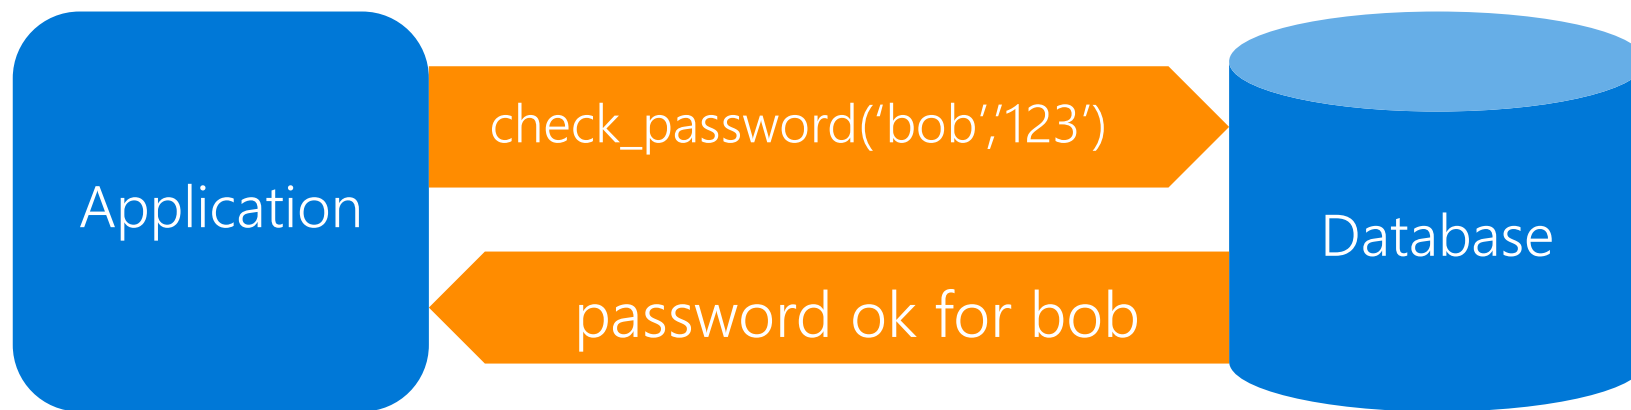 Application
check_password(‘bob’,’123’)
password ok for bob
Database